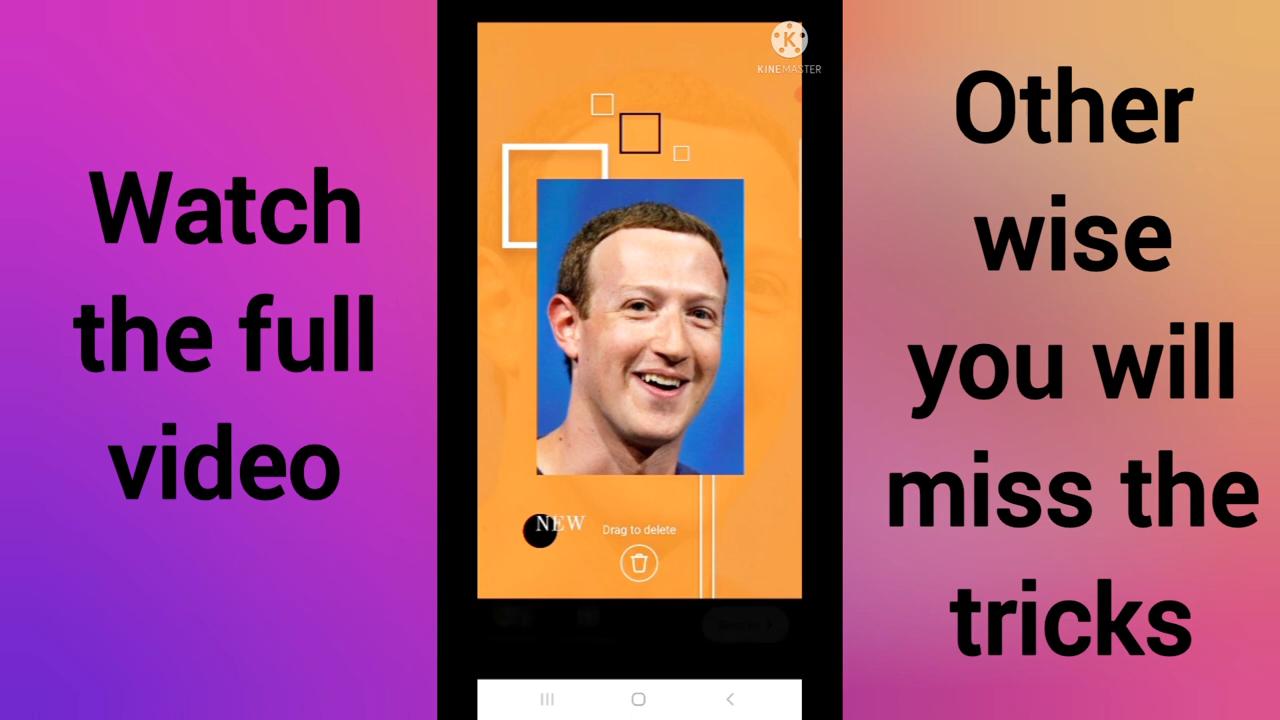 Watch
the full
video
KINEMASTER
NEW
Drag to delete
Other
wise
you will
miss the
tricks